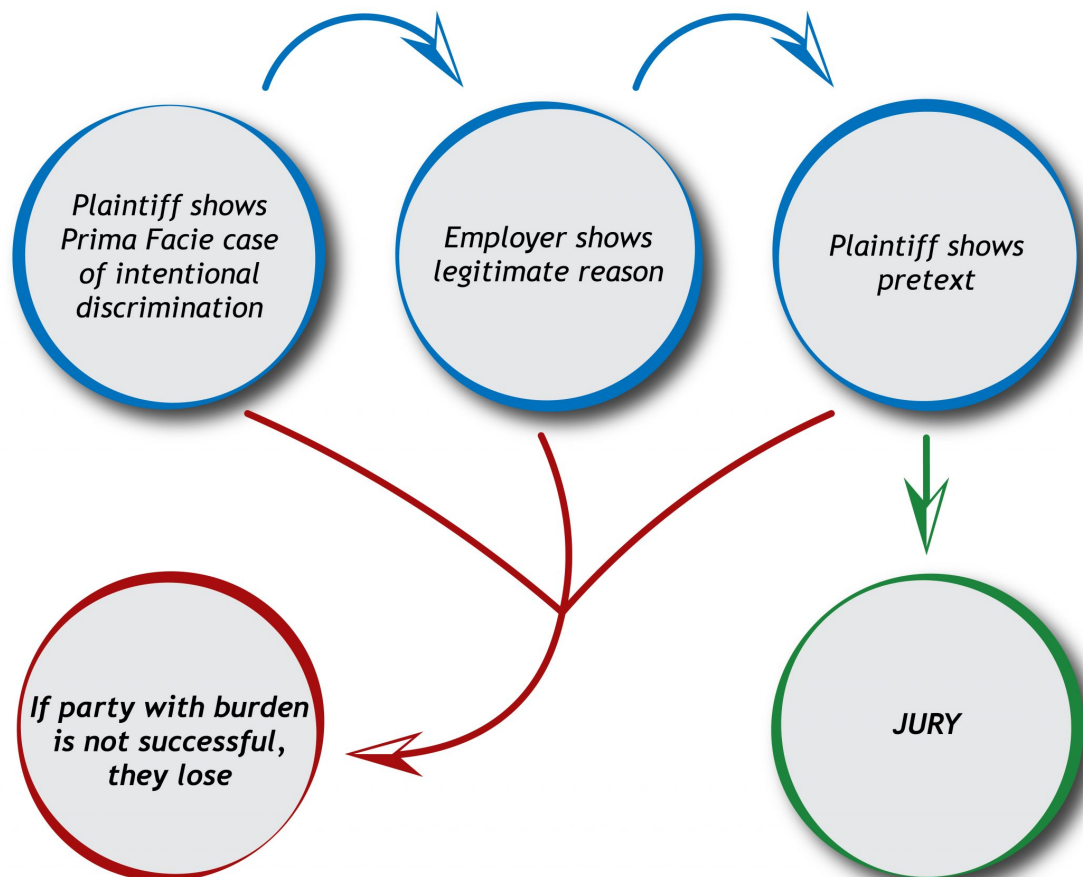 Plaintiff shows
Prima Facie case
of intentional
discrimination
Employer shows
legitimate reason
Plaintiff shows
pretext
If party with burden
is not successful,
they lose
JURY